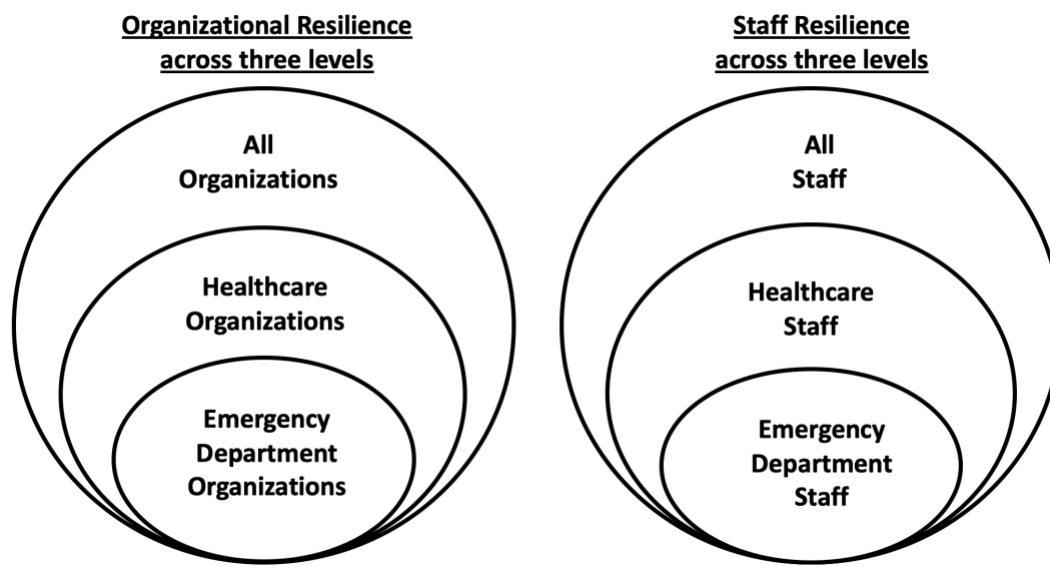 Organizational Resilience
across three levels
All
Organizations
Healthcare
Organizations
Emergency
Department
Organizations
Staff Resilience
across three levels
All
Staff
Healthcare
Staff
Emergency
Department
Staff